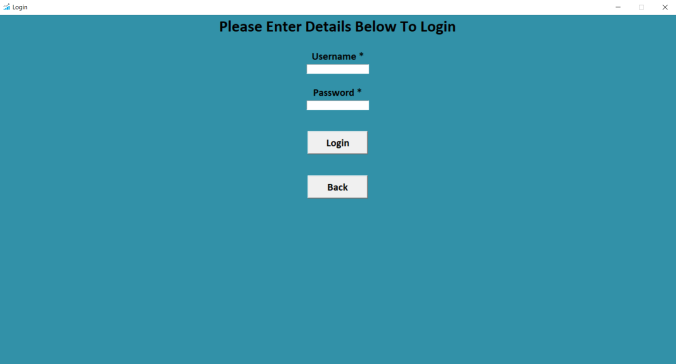 Login
Please Enter Details Below To Login
Username *
Password *
Login
Back